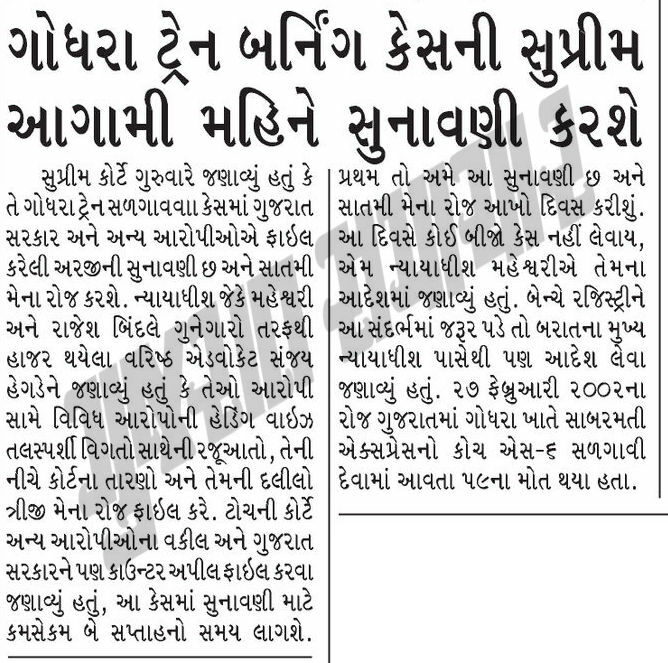 ગોધરા ટ્રેન બર્નિંગ કેસની સુપ્રીમ
આગામી મહિને સુનાવણી કરશે
સુપ્રીમ કોર્ટે ગુરુવારે જણાવ્યું હતું કે
તે ગોધરા ટ્રેન સળગાવવાા કેસમાં ગુજરાત
સરકાર અને અન્ય આરોપીઓએ ફાઇલ
કરેલી અરજીની સુનાવણી છ અને સાતમી
મેના રોજ કરશે. ન્યાયાધીશ જેકે મહેશ્વરી
અને રાજેશ બિંદલે ગુનેગારો તરફથી
હાજર થયેલા વરિષ્ઠ એડવોકેટ સંજય
હેગડેને જણાવ્યું હતું કે તેઓ આરોપી
સામે વિવિધ આરોપોની હેડિંગ વાઇઝ
તલસ્પર્શી વિગતો સાથેની રજૂઆતો, તેની
નીચે કોર્ટના તારણો અને તેમની દલીલો
ત્રીજી મેના રોજ ફાઇલ કરે. ટોચની કોર્ટે
અન્ય આરોપીઓના વકીલ અને ગુજરાત
સરકારને પણ કાઉન્ટર અપીલ ફાઇલ કરવા
જણાવ્યું હતું, આ કેસમાં સુનાવણી માટે
કમસેકમ બે સપ્તાહનો સમય લાગશે.
પ્રથમ તો અમે આ સુનાવણી છ અને
સાતમી મેના રોજ આખો દિવસ કરીશું.
આ દિવસે કોઈ બીજો કેસ નહીં લેવાય,
એમ ન્યાયાધીશ મહેશ્વરીએ તેમના
આદેશમાં જણાવ્યું હતું. બેન્ચે રજિસ્ટ્રીને
આ સંદર્ભમાં જરૂર પડે તો બરાતના મુખ્ય
ન્યાયાધીશ પાસેથી પણ આદેશ લેવા
જણાવ્યું હતું. ૨૭ ફેબ્રુઆરી ૨૦૦૨ના
રોજ ગુજરાતમાં ગોધરા ખાતે સાબરમતી
એક્સપ્રેસનો કોચ એસ-૬ સળગાવી
દેવામાં આવતા ૫૯ના મોત થયા હતા.
ગુજરાત સમાચાર